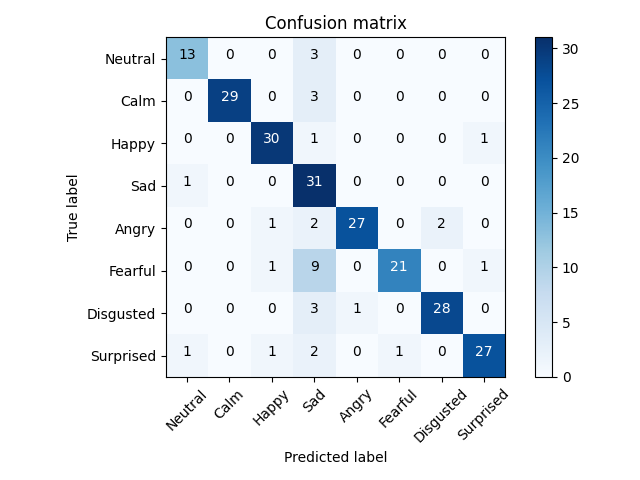 Confusion matrix
True label
Neutral 13 0 0 3 0 0 0 0
Calm 0 29 0 3 0 0 0 0
Happy 0 0 30 1 0 0 0 1
Sad 1 0 0 31 0 0 0 0
Angry 0 0 1 2 27 0 2 0
Fearful 0 0 1 9 0 21 0 1
Disgusted 0 0 0 3 1 0 28 0
Surprised 1 0 1 2 0 1 0 27
Neutral Calm Happy Sad Angry Fearful Disgusted Surprised
Predicted label
30
25
20
15
10
5
0